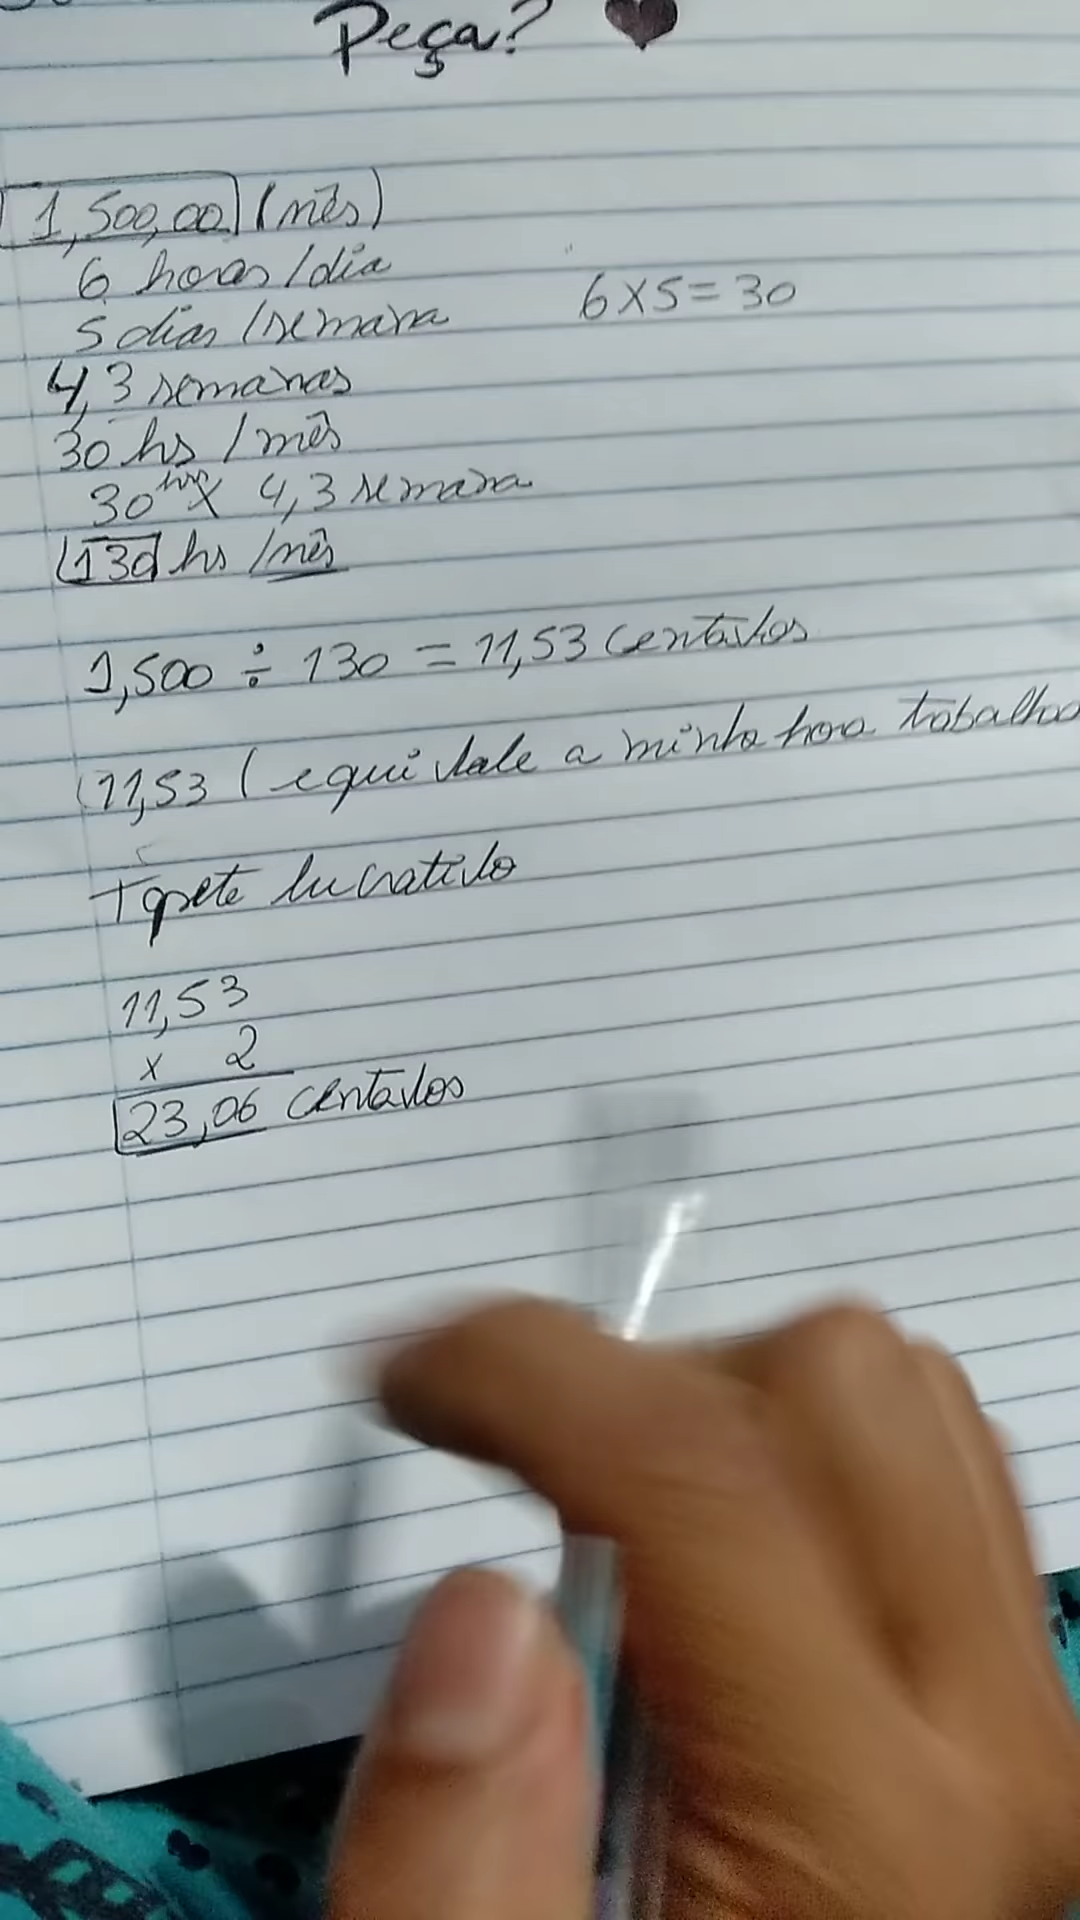 Peça?
1,500,00 (mês)
6 horas/dia
5 dias/semana 6x5=30
4,3 semanas
30 hs/mês
30 hrs x 4,3 semana
130 hs/mês
1,500 ÷ 130 = 11,53 centavos
11,53 (equivale a minha hora trabalhad
Tapete lucrativo
11,53
x 2
23,06 centavos